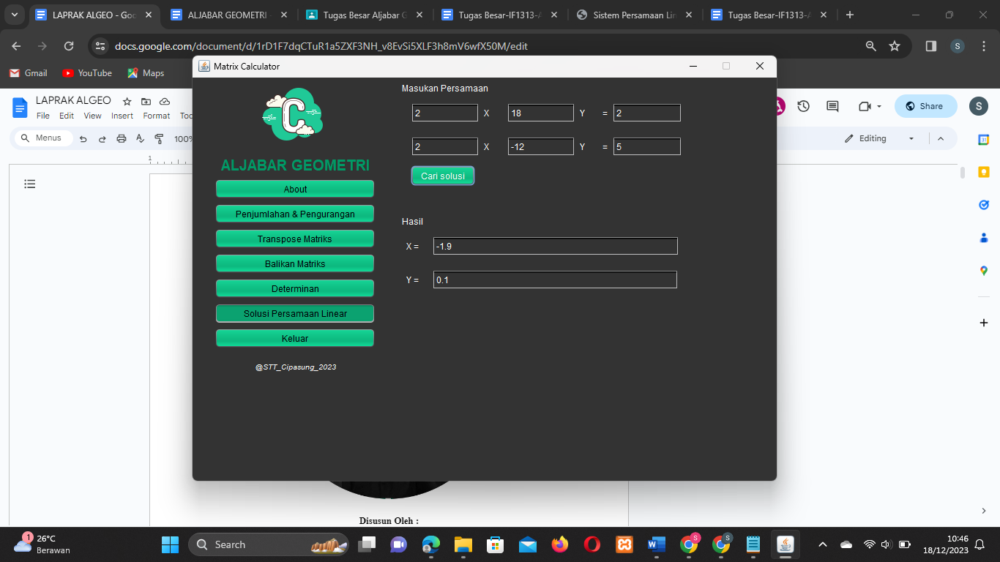 LAPRAK ALGEO - Goo
ALJABAR GEOMETRI -
Tugas Besar Aljabar G
Tugas Besar-IF1313-A
Sistem Persamaan Lin
Tugas Besar-IF1313-A
docs.google.com/document/d/1rD1F7dqCTuR1a5ZXF3NH_v8EvSi5XLF3h8mV6wfX50M/edit
S
Gmail
YouTube
Maps
Matrix Calculator
LAPRAK ALGEO
File Edit View Insert Format Too
Share
S
Menus
100%
Editing
1
C
ALJABAR GEOMETRI
About
Penjumlahan & Pengurangan
Transpose Matriks
Balikan Matriks
Determinan
Solusi Persamaan Linear
Keluar
@STT_Cipasung_2023
Masukan Persamaan
2 X 18 Y = 2
2 X -12 Y = 5
Cari solusi
Hasil
X = -1.9
Y = 0.1
Disusun Oleh :
1
26°C
Berawan
Search
S
S
10:46
18/12/2023